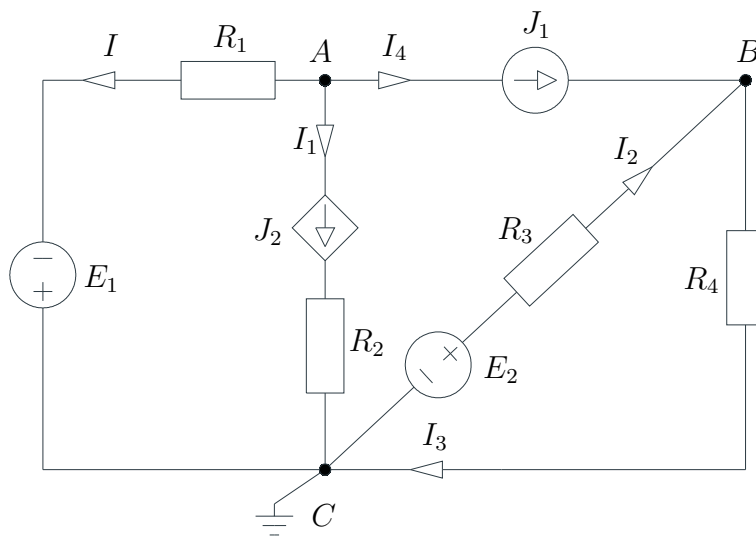 I R₁ A I₄ J₁ B
I₁ I₂
J₂ R₃
− + E₁ R₄
R₂ + − E₂
I₃
C